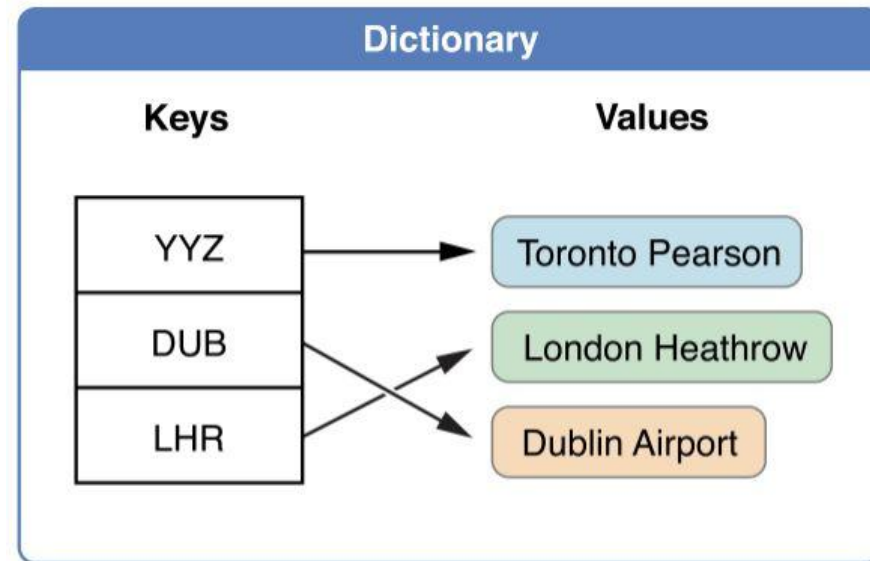 Dictionary
Keys
Values
YYZ
Toronto Pearson
DUB
London Heathrow
LHR
Dublin Airport